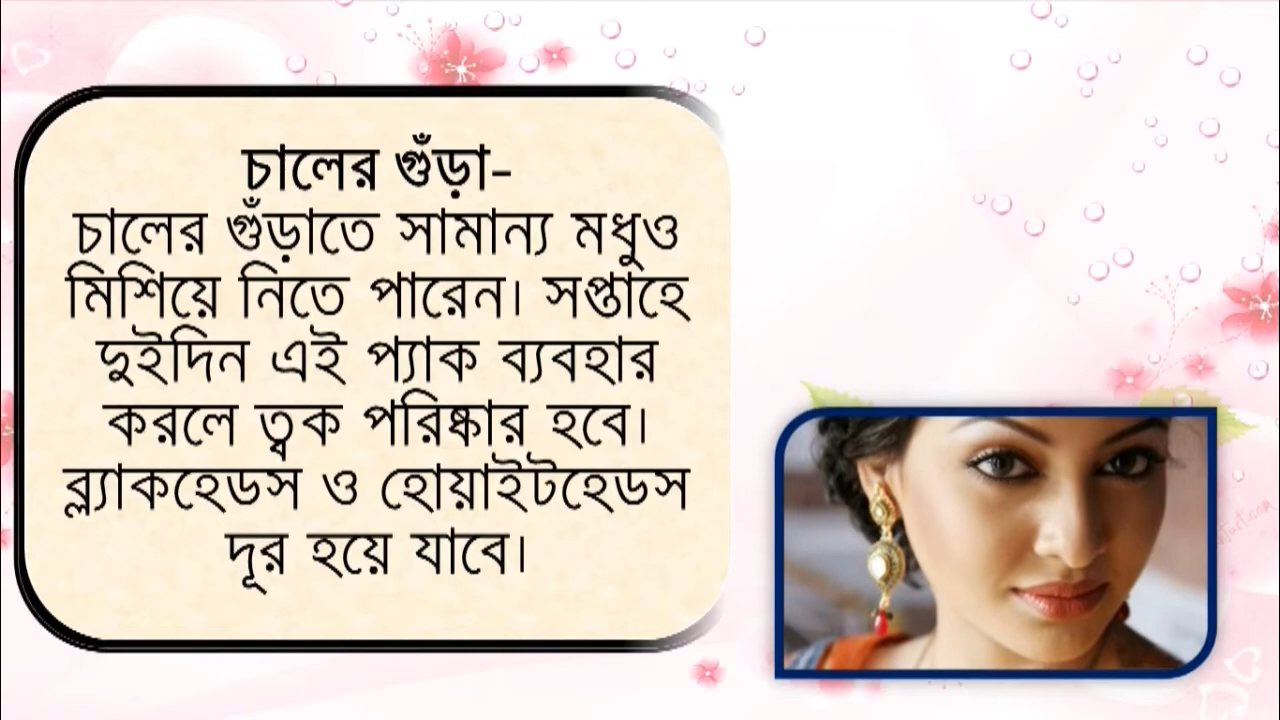 চালের গুঁড়া-
চালের গুঁড়াতে সামান্য মধুও
মিশিয়ে নিতে পারেন। সপ্তাহে
দুইদিন এই প্যাক ব্যবহার
করলে ত্বক পরিষ্কার হবে।
ব্ল্যাকহেডস ও হোয়াইটহেডস
দূর হয়ে যাবে।